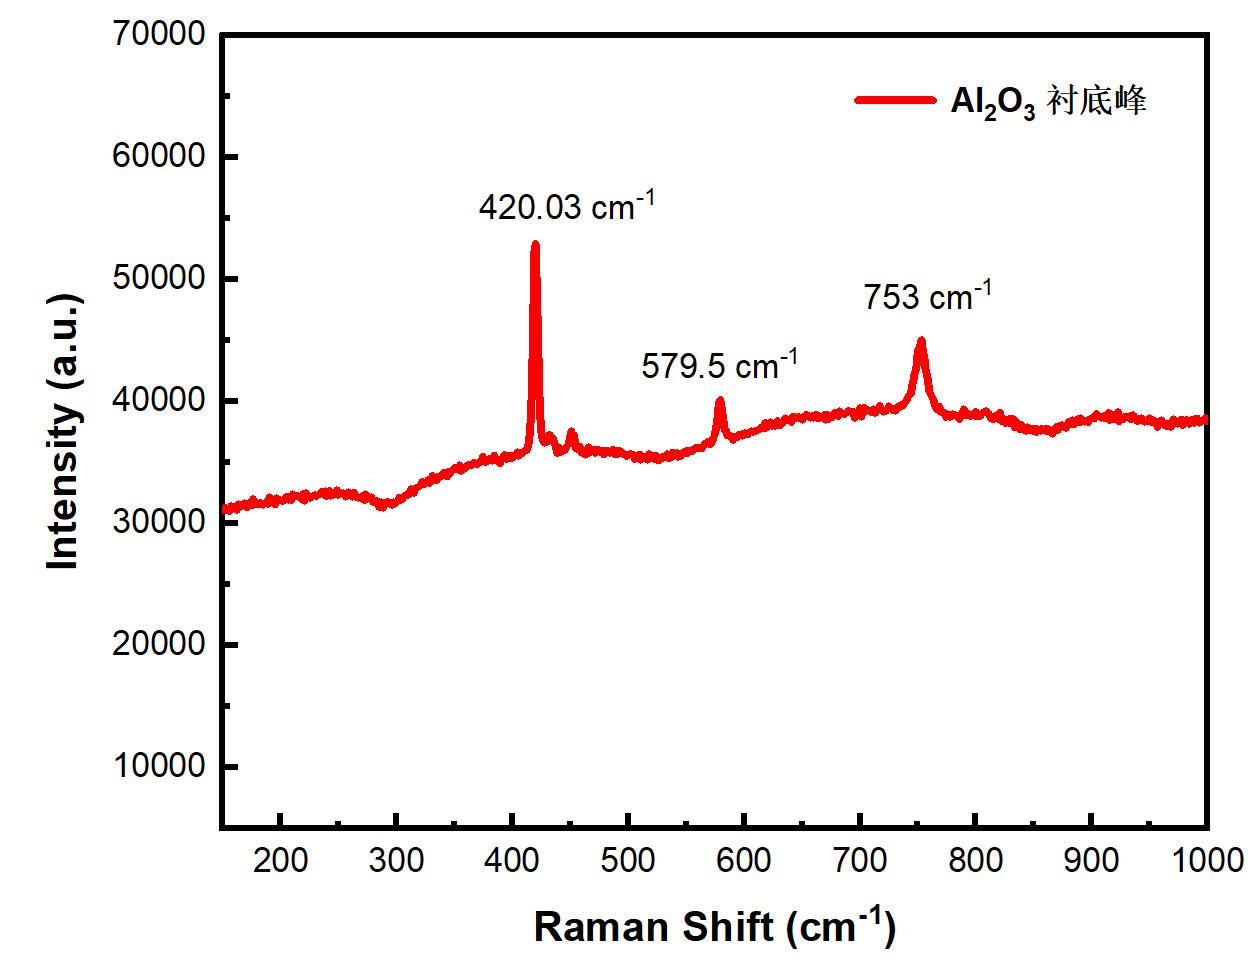 70000
60000
50000
40000
30000
20000
10000
Intensity (a.u.)
Al₂O₃ 衬底峰
420.03 cm⁻¹
753 cm⁻¹
579.5 cm⁻¹
200 300 400 500 600 700 800 900 1000
Raman Shift (cm⁻¹)